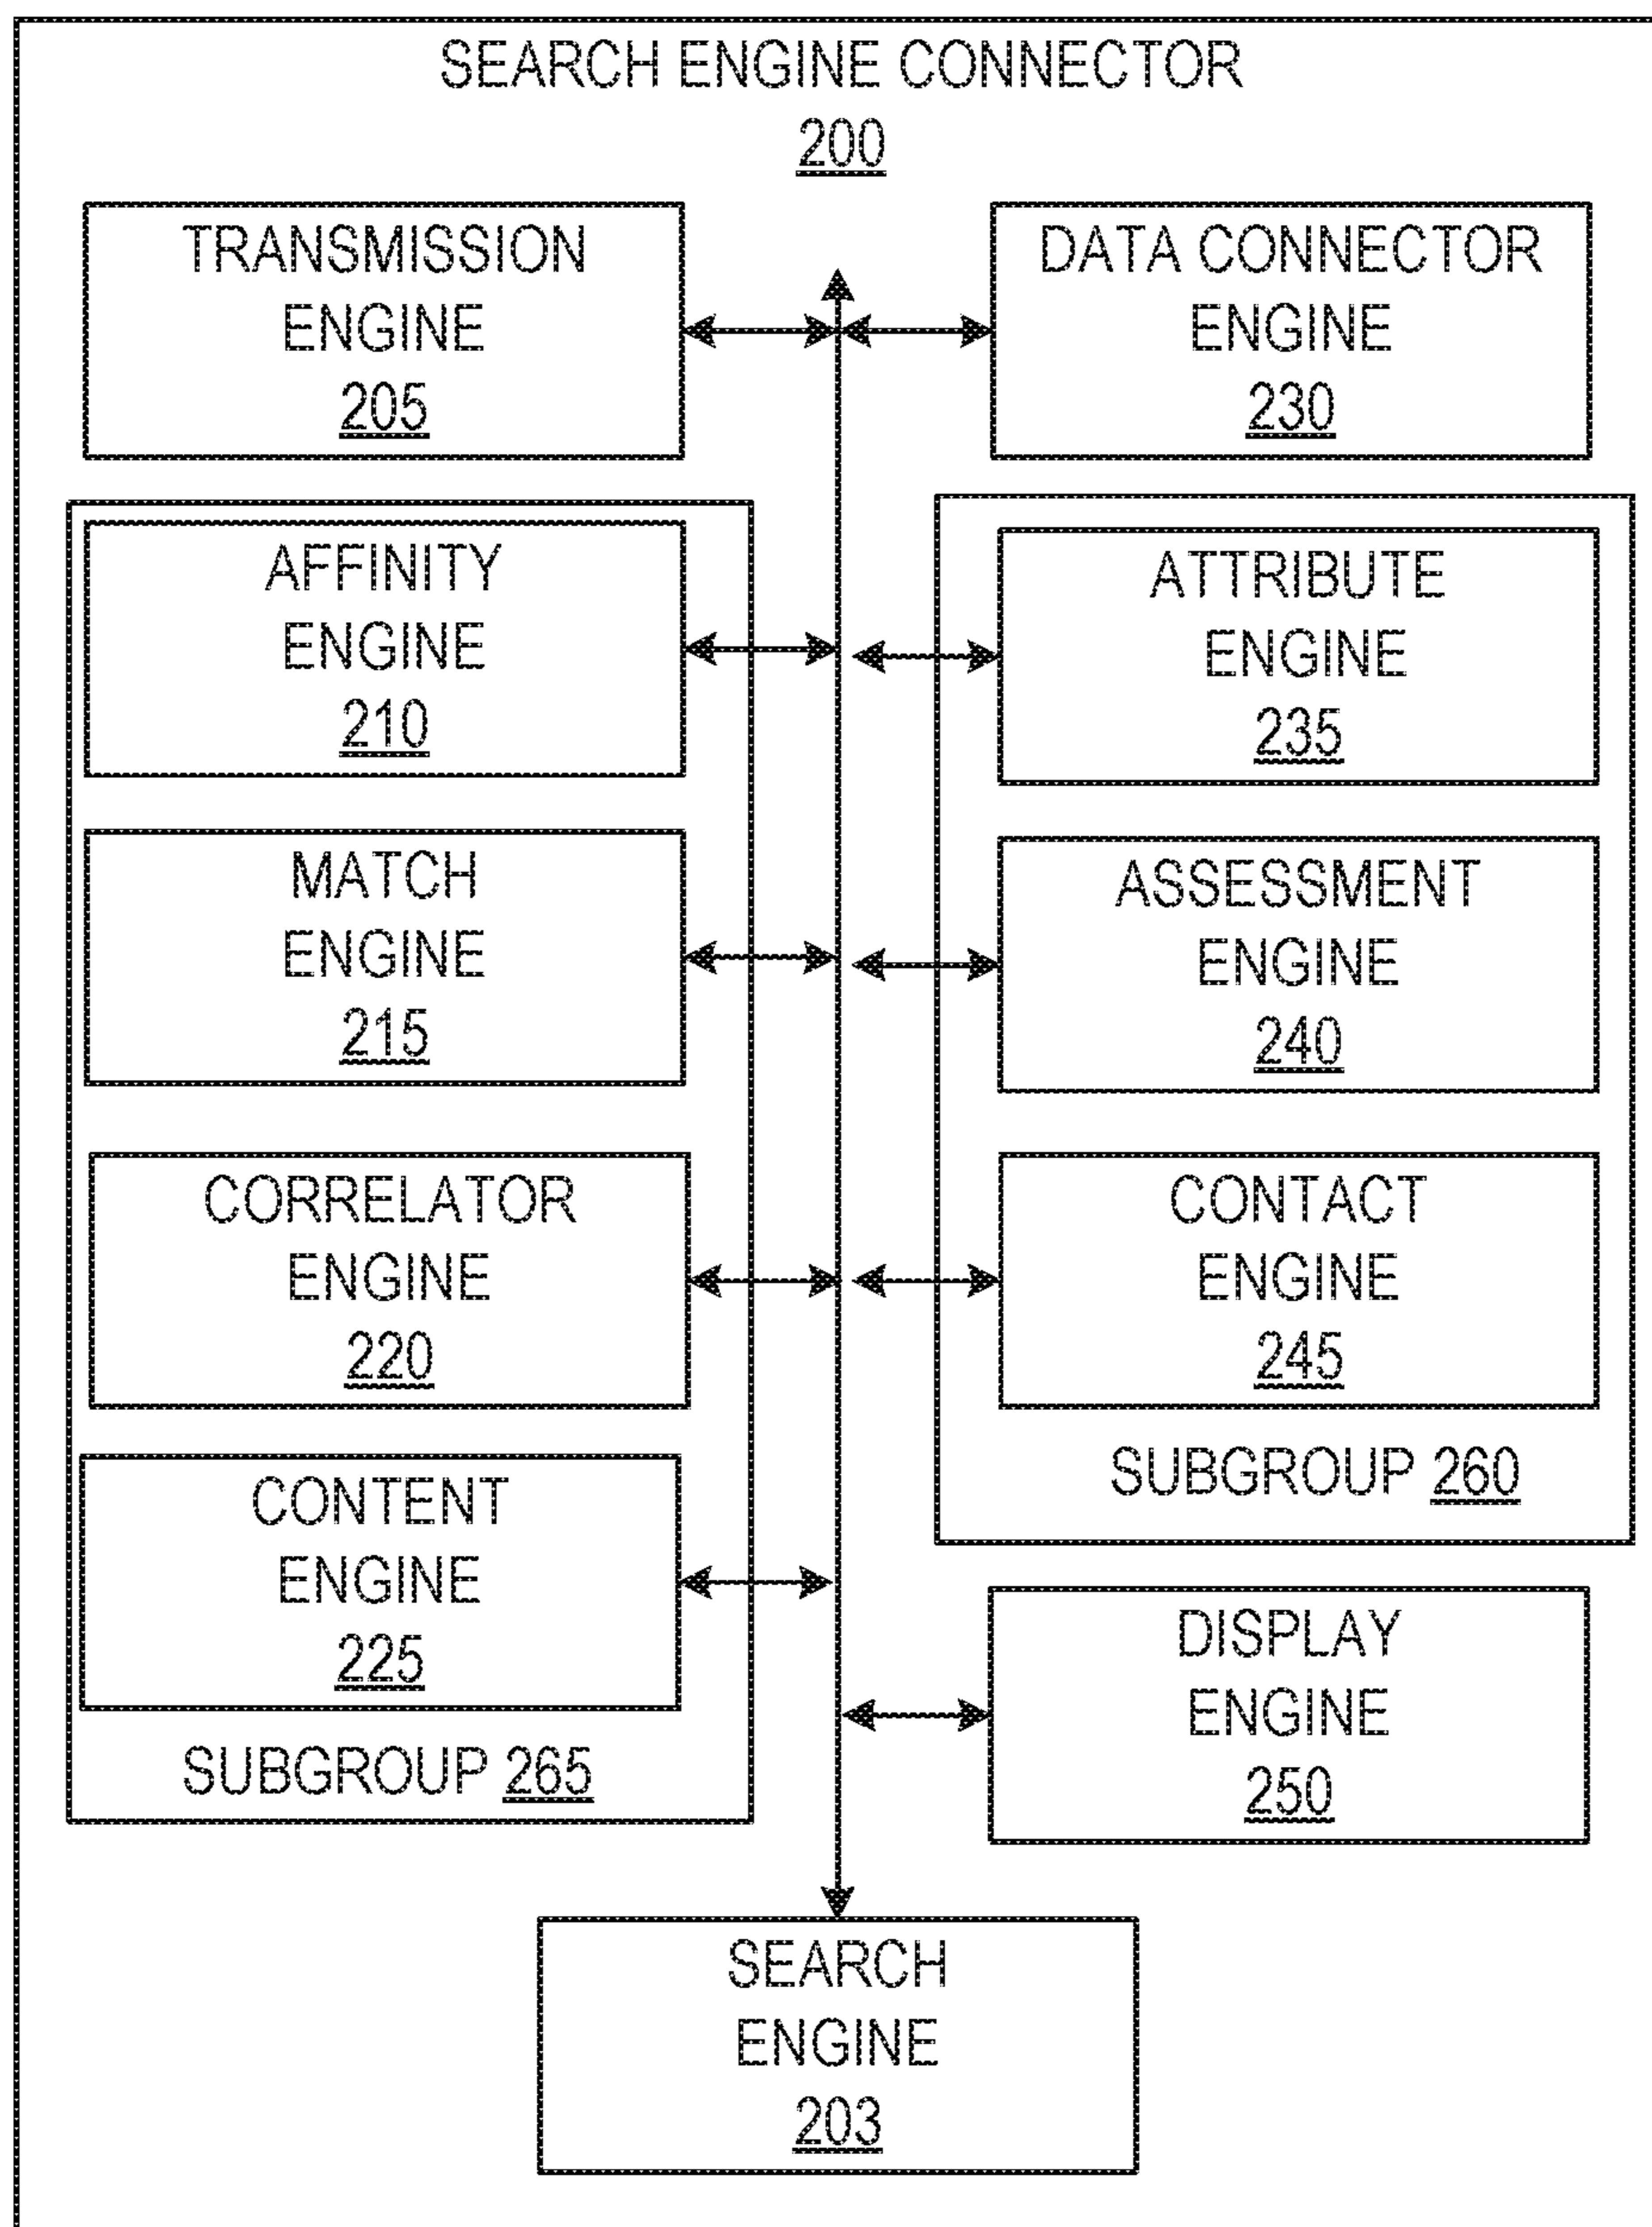 SEARCH ENGINE CONNECTOR
200
TRANSMISSION
ENGINE
205
DATA CONNECTOR
ENGINE
230
AFFINITY
ENGINE
210
ATTRIBUTE
ENGINE
235
MATCH
ENGINE
215
ASSESSMENT
ENGINE
240
CORRELATOR
ENGINE
220
CONTACT
ENGINE
245
SUBGROUP 260
CONTENT
ENGINE
225
SUBGROUP 265
DISPLAY
ENGINE
250
SEARCH
ENGINE
203